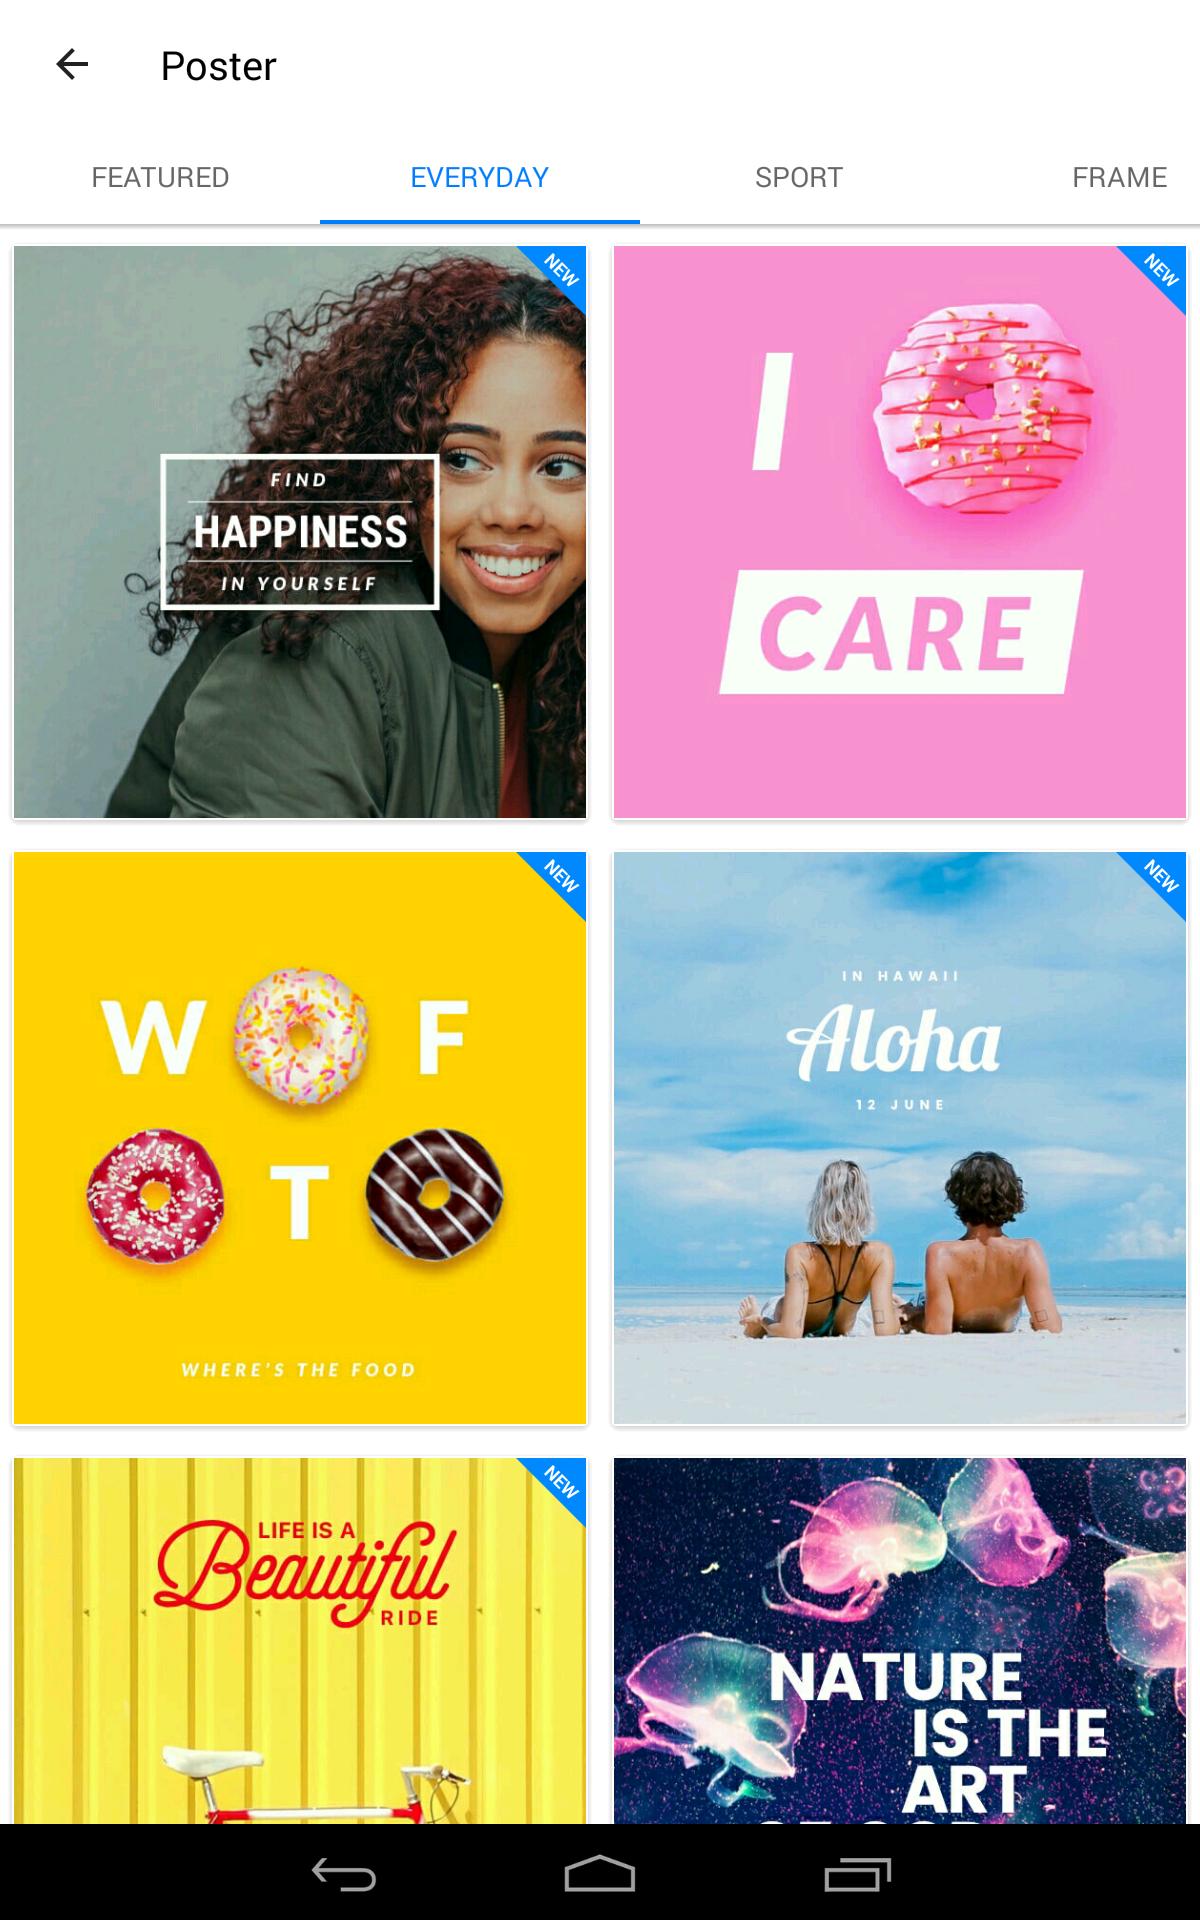 Poster
FEATURED
EVERYDAY
SPORT
FRAME
NEW
FIND
HAPPINESS
IN YOURSELF
NEW
I
CARE
NEW
W F
T
WHERE'S THE FOOD
NEW
IN HAWAII
Aloha
12 JUNE
NEW
LIFE IS A
Beautiful
RIDE
NATURE
IS THE
ART